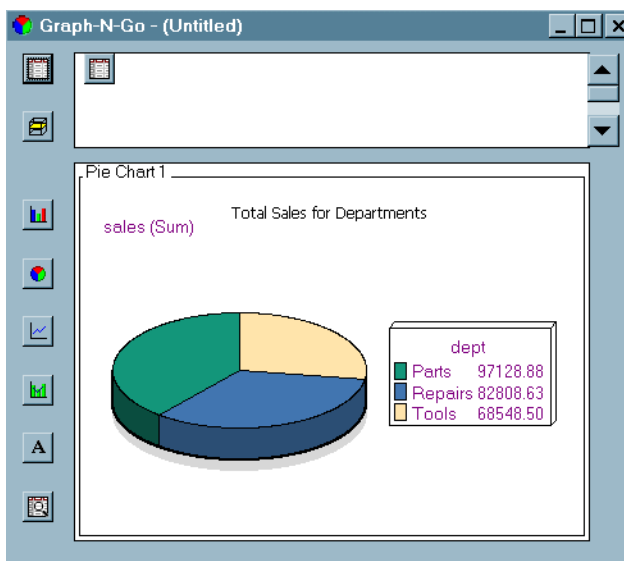 Graph-N-Go - (Untitled)
Pie Chart 1
Total Sales for Departments
sales (Sum)
dept
Parts 97128.88
Repairs 82808.63
Tools 68548.50
A